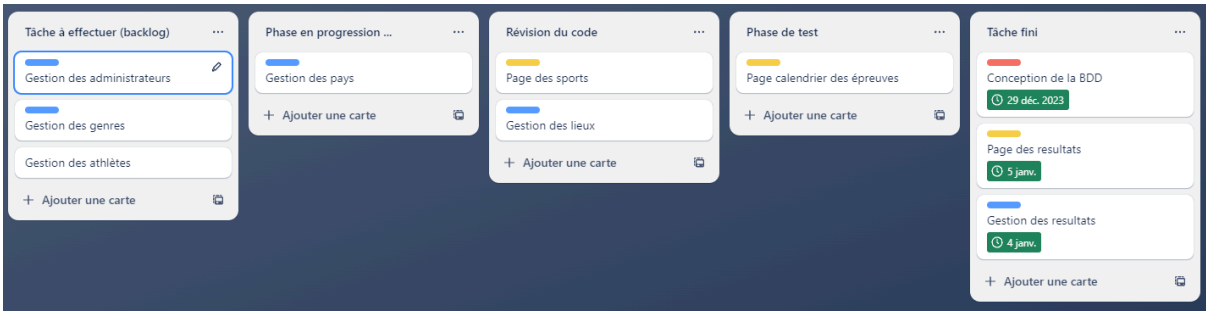 Tâche à effectuer (backlog)
Gestion des administrateurs
Gestion des genres
Gestion des athlètes
+ Ajouter une carte
Phase en progression ...
Gestion des pays
+ Ajouter une carte
Révision du code
Page des sports
Gestion des lieux
+ Ajouter une carte
Phase de test
Page calendrier des épreuves
+ Ajouter une carte
Tâche fini
Conception de la BDD
29 déc. 2023
Page des resultats
5 janv.
Gestion des resultats
4 janv.
+ Ajouter une carte